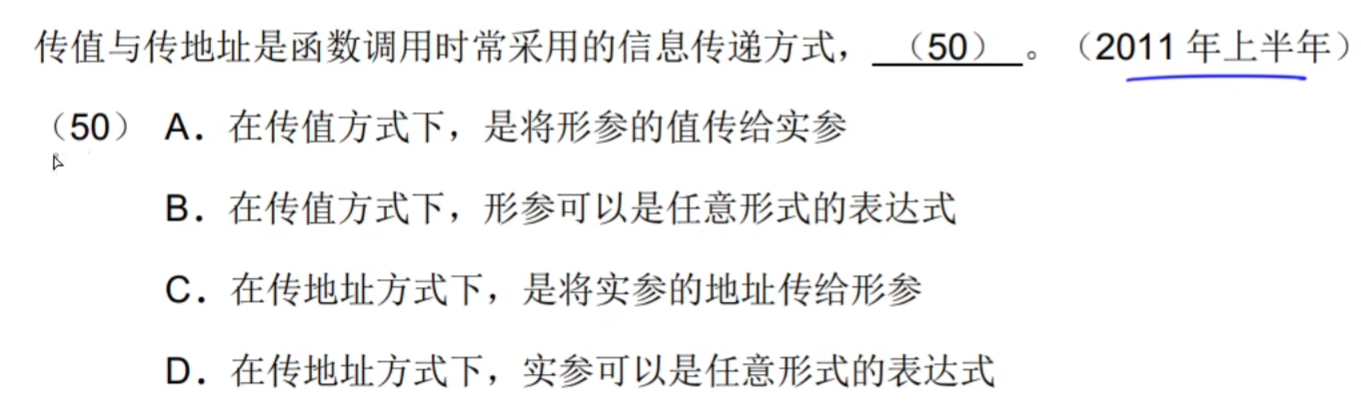 传值与传地址是函数调用时常采用的信息传递方式，（50）。（2011 年上半年）
（50） A．在传值方式下，是将形参的值传给实参
B．在传值方式下，形参可以是任意形式的表达式
C．在传地址方式下，是将实参的地址传给形参
D．在传地址方式下，实参可以是任意形式的表达式